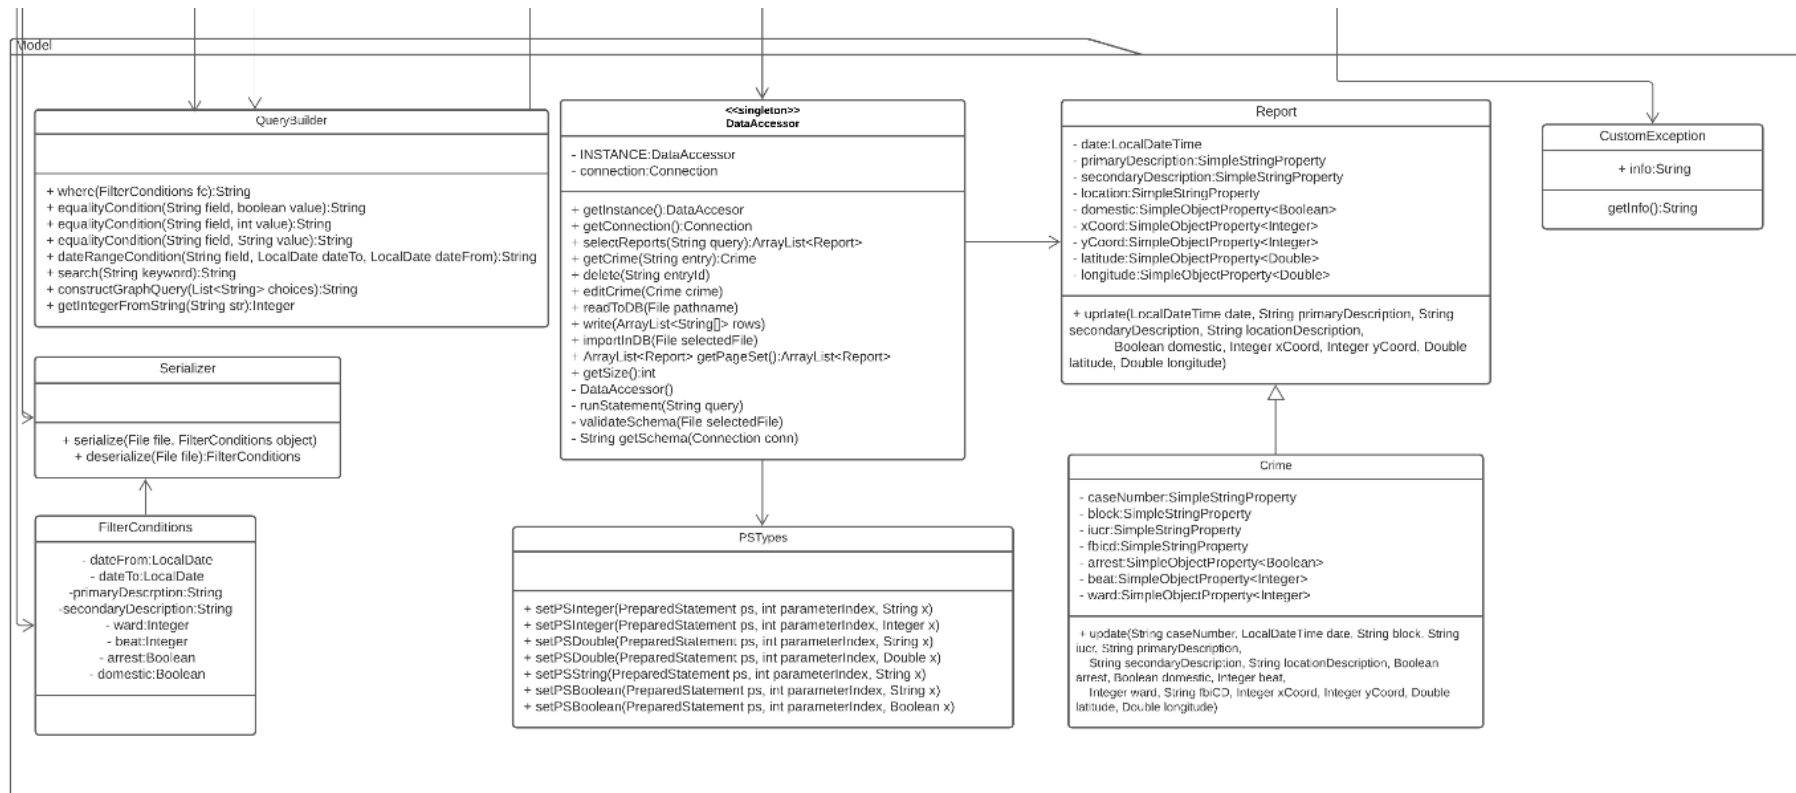 Model
QueryBuilder
+ where(FilterConditions fc):String
+ equalityCondition(String field, boolean value):String
+ equalityCondition(String field, int value):String
+ equalityCondition(String field, String value):String
+ dateRangeCondition(String field, LocalDate dateTo, LocalDate dateFrom):String
+ search(String keyword):String
+ constructGraphQuery(List<String> choices):String
+ getIntegerFromString(String str):Integer
Serializer
+ serialize(File file, FilterConditions object)
+ deserialize(File file):FilterConditions
FilterConditions
- dateFrom:LocalDate
- dateTo:LocalDate
-primaryDescrption:String
-secondaryDescription:String
- ward:Integer
- beat:Integer
- arrest:Boolean
- domestic:Boolean
<<singleton>>
DataAccessor
- INSTANCE:DataAccessor
- connection:Connection
+ getInstance():DataAccesor
+ getConnection():Connection
+ selectReports(String query):ArrayList<Report>
+ getCrime(String entry):Crime
+ delete(String entryId)
+ editCrime(Crime crime)
+ readToDB(File pathname)
+ write(ArrayList<String[]> rows)
+ importInDB(File selectedFile)
+ ArrayList<Report> getPageSet():ArrayList<Report>
+ getSize():int
- DataAccessor()
- runStatement(String query)
- validateSchema(File selectedFile)
- String getSchema(Connection conn)
PSTypes
+ setPSInteger(PreparedStatement ps, int parameterIndex, String x)
+ setPSInteger(PreparedStatement ps, int parameterIndex, Integer x)
+ setPSDouble(PreparedStatement ps, int parameterIndex, String x)
+ setPSDouble(PreparedStatement ps, int parameterIndex, Double x)
+ setPSString(PreparedStatement ps, int parameterIndex, String x)
+ setPSBoolean(PreparedStatement ps, int parameterIndex, String x)
+ setPSBoolean(PreparedStatement ps, int parameterIndex, Boolean x)
Report
- date:LocalDateTime
- primaryDescription:SimpleStringProperty
- secondaryDescription:SimpleStringProperty
- location:SimpleStringProperty
- domestic:SimpleObjectProperty<Boolean>
- xCoord:SimpleObjectProperty<Integer>
- yCoord:SimpleObjectProperty<Integer>
- latitude:SimpleObjectProperty<Double>
- longitude:SimpleObjectProperty<Double>
+ update(LocalDateTime date, String primaryDescription, String
secondaryDescription, String locationDescription,
Boolean domestic, Integer xCoord, Integer yCoord, Double
latitude, Double longitude)
Crime
- caseNumber:SimpleStringProperty
- block:SimpleStringProperty
- iucr:SimpleStringProperty
- fbicd:SimpleStringProperty
- arrest:SimpleObjectProperty<Boolean>
- beat:SimpleObjectProperty<Integer>
- ward:SimpleObjectProperty<Integer>
+ update(String caseNumber, LocalDateTime date, String block, String
iucr, String primaryDescription,
String secondaryDescription, String locationDescription, Boolean
arrest, Boolean domestic, Integer beat,
Integer ward, String fbiCD, Integer xCoord, Integer yCoord, Double
latitude, Double longitude)
CustomException
+ info:String
getInfo():String